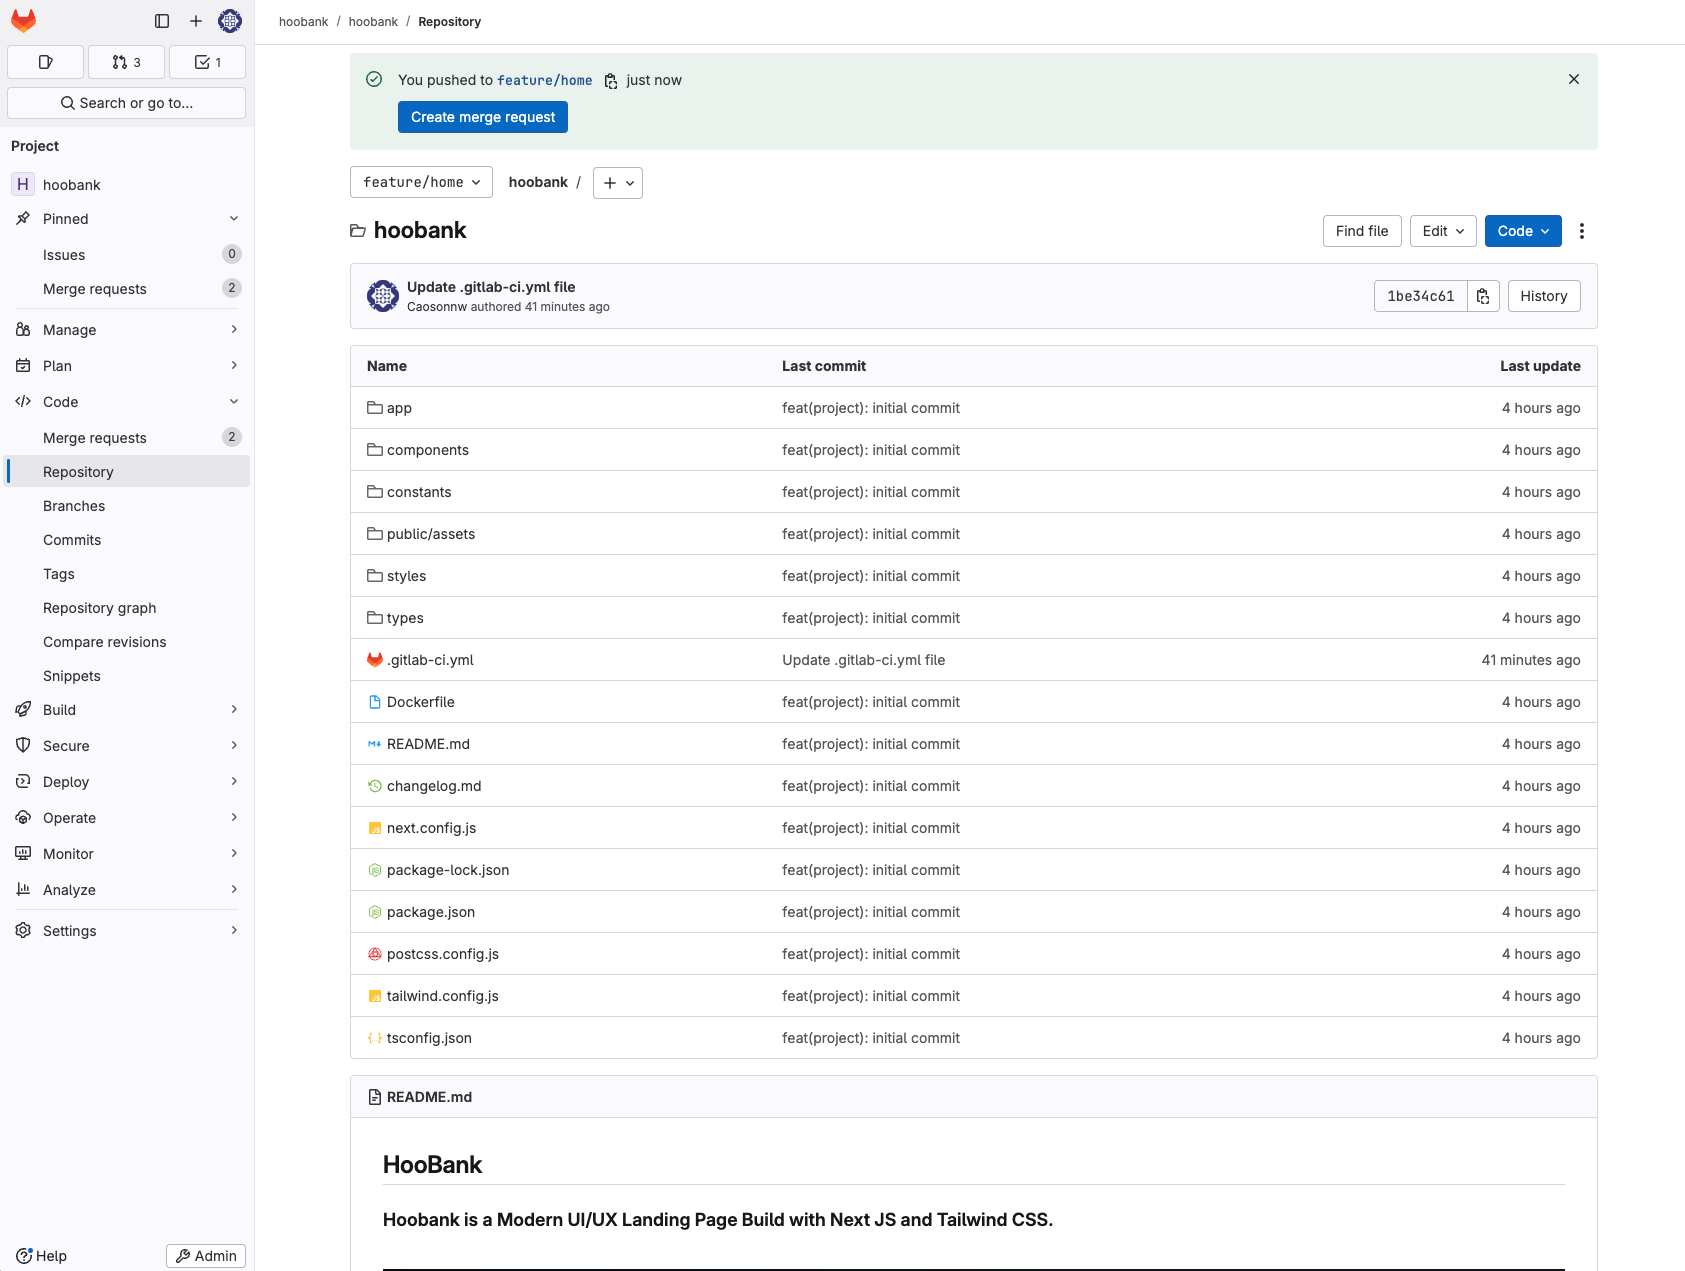 hoobank / hoobank / Repository
3
1
Search or go to...
Project
H hoobank
Pinned
Issues 0
Merge requests 2
Manage
Plan
Code
Merge requests 2
Repository
Branches
Commits
Tags
Repository graph
Compare revisions
Snippets
Build
Secure
Deploy
Operate
Monitor
Analyze
Settings
Help
Admin
You pushed to feature/home just now
Create merge request
feature/home hoobank /
hoobank
Find file Edit Code
Update .gitlab-ci.yml file
Caosonnw authored 41 minutes ago
1be34c61 History
Name Last commit Last update
app feat(project): initial commit 4 hours ago
components feat(project): initial commit 4 hours ago
constants feat(project): initial commit 4 hours ago
public/assets feat(project): initial commit 4 hours ago
styles feat(project): initial commit 4 hours ago
types feat(project): initial commit 4 hours ago
.gitlab-ci.yml Update .gitlab-ci.yml file 41 minutes ago
Dockerfile feat(project): initial commit 4 hours ago
README.md feat(project): initial commit 4 hours ago
changelog.md feat(project): initial commit 4 hours ago
next.config.js feat(project): initial commit 4 hours ago
package-lock.json feat(project): initial commit 4 hours ago
package.json feat(project): initial commit 4 hours ago
postcss.config.js feat(project): initial commit 4 hours ago
tailwind.config.js feat(project): initial commit 4 hours ago
tsconfig.json feat(project): initial commit 4 hours ago
README.md
HooBank
Hoobank is a Modern UI/UX Landing Page Build with Next JS and Tailwind CSS.